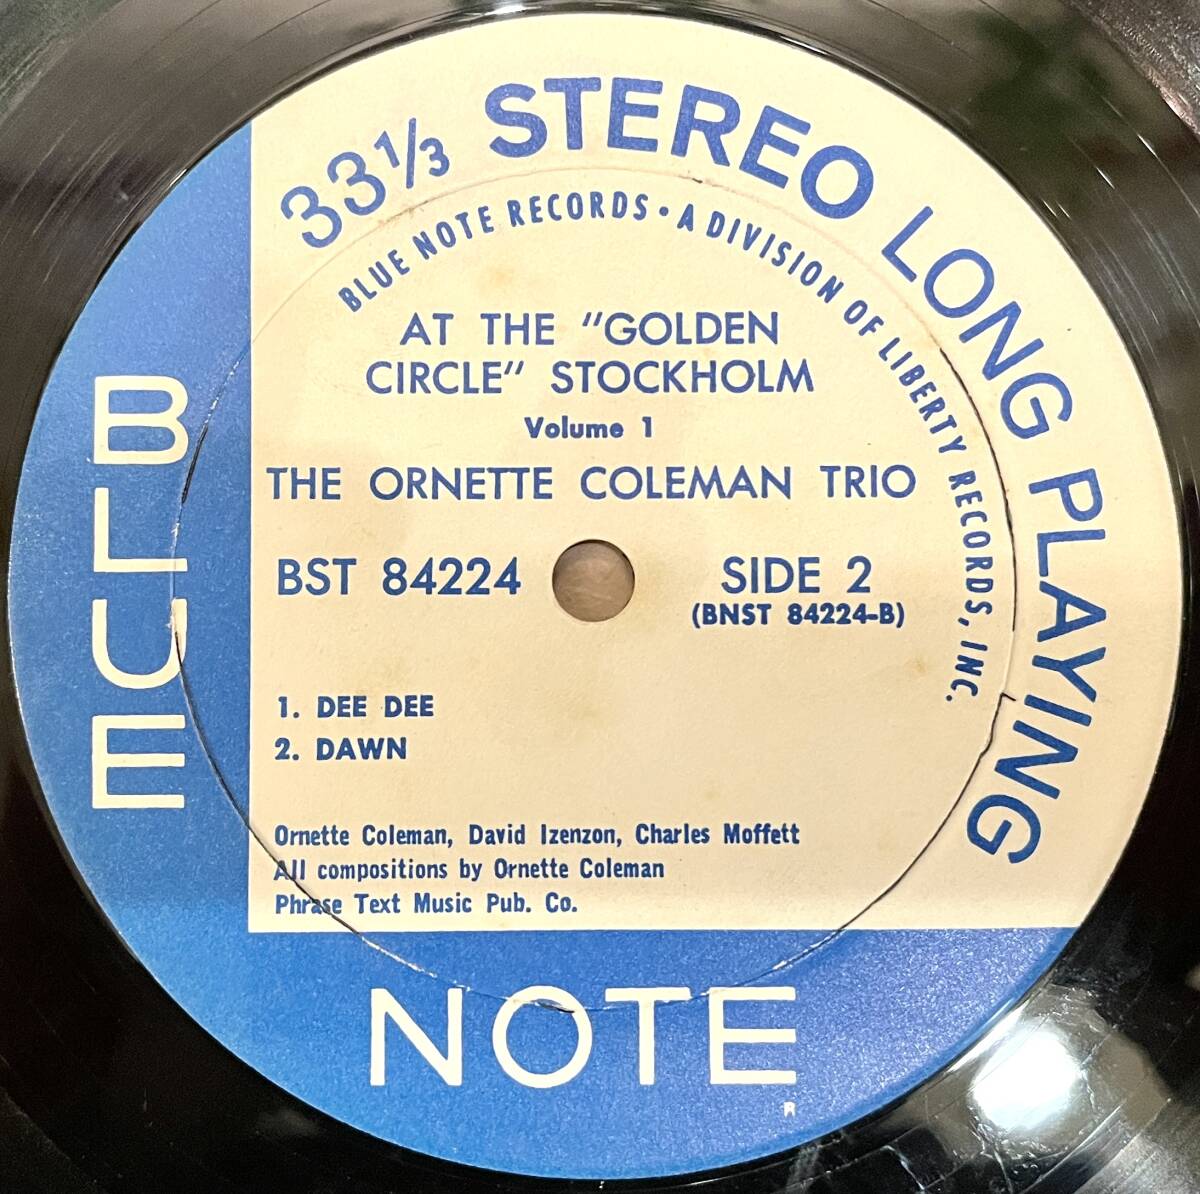 33⅓ STEREO LONG PLAYING
BLUE NOTE RECORDS • A DIVISION OF LIBERTY RECORDS, INC.
AT THE "GOLDEN
CIRCLE" STOCKHOLM
Volume 1
THE ORNETTE COLEMAN TRIO
BST 84224
SIDE 2
(BNST 84224-B)
1. DEE DEE
2. DAWN
Ornette Coleman, David Izenzon, Charles Moffett
All compositions by Ornette Coleman
Phrase Text Music Pub. Co.
BLUE
NOTE
R